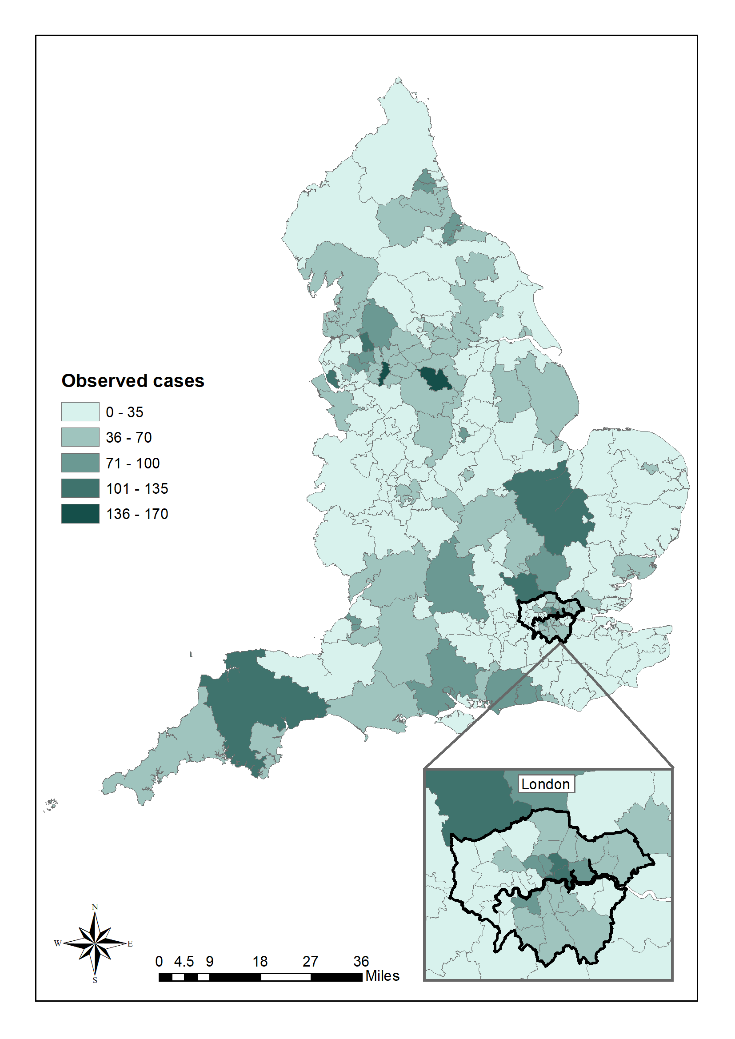 Observed cases
0 - 35
36 - 70
71 - 100
101 - 135
136 - 170
London
N
W E
S
0 4.5 9 18 27 36
Miles